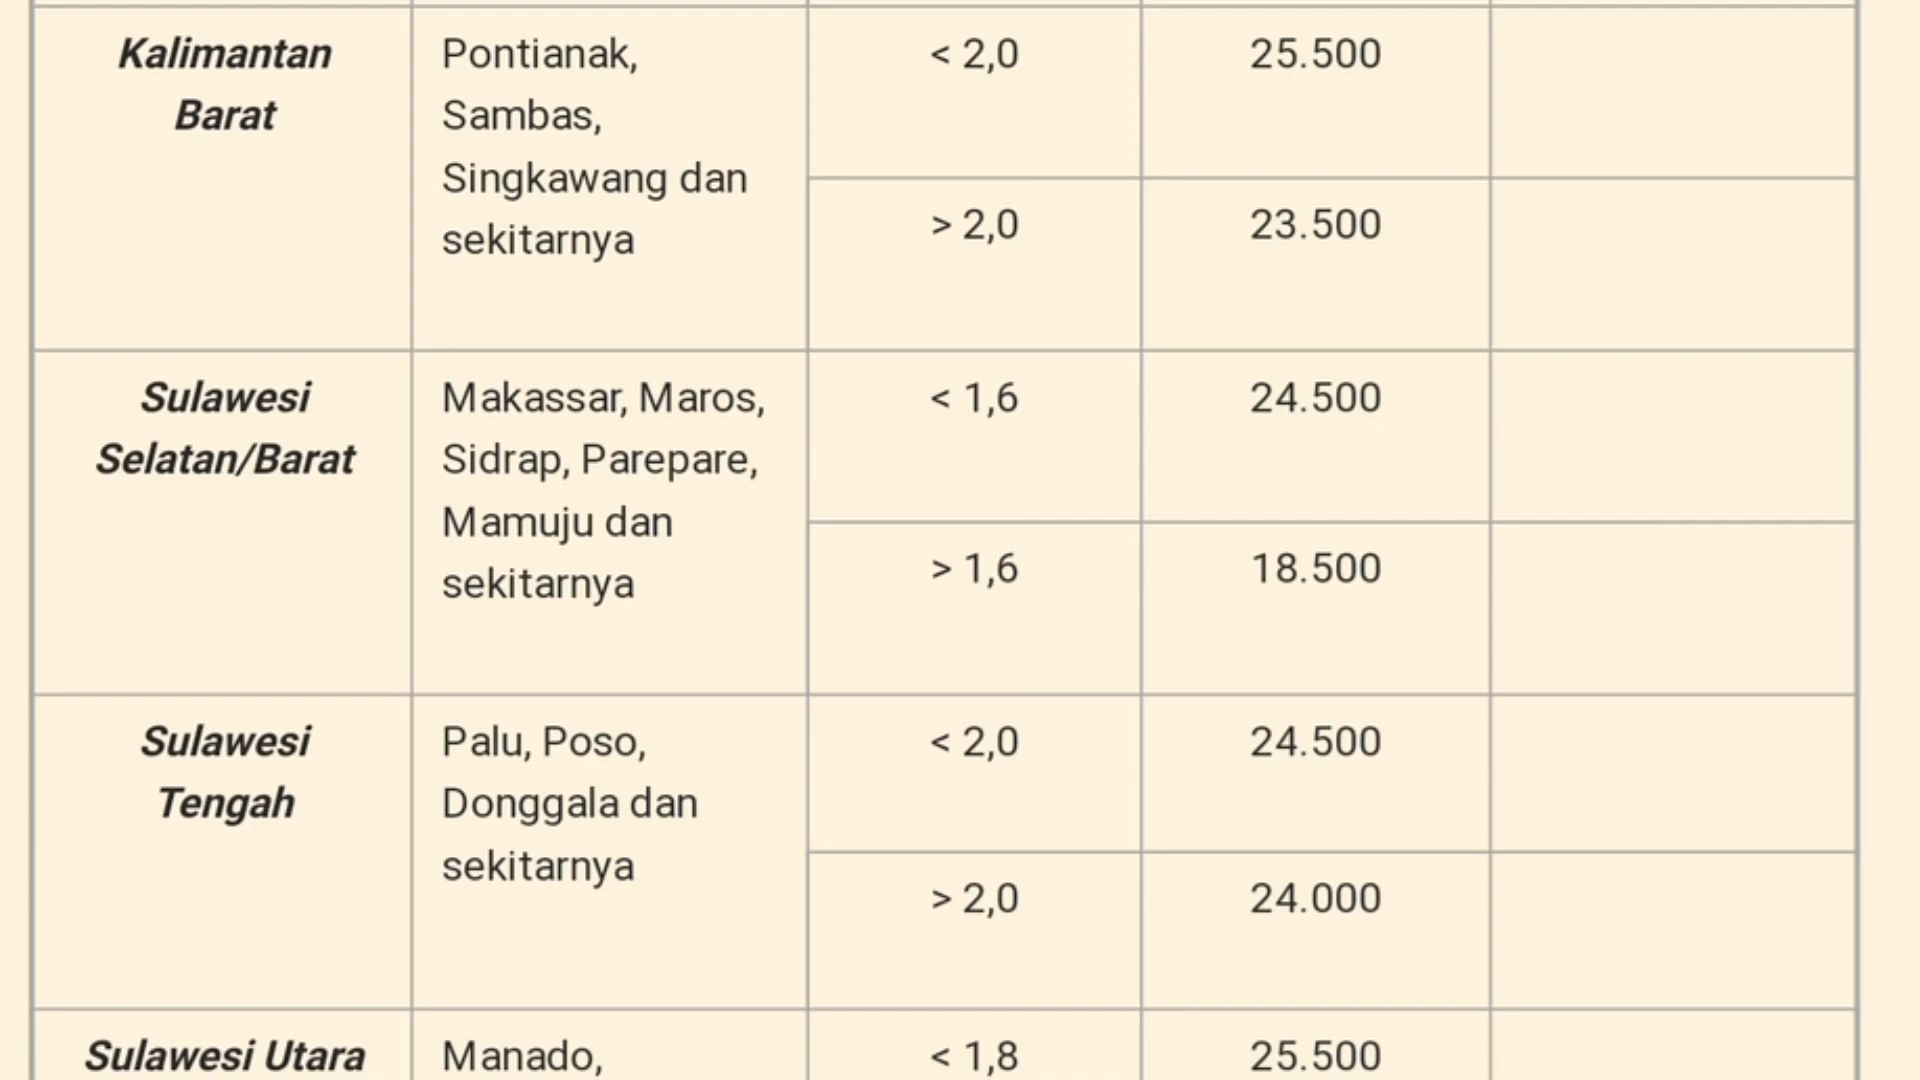 Kalimantan
Barat
Pontianak,
Sambas,
Singkawang dan
sekitarnya
< 2,0
25.500
> 2,0
23.500
Sulawesi
Selatan/Barat
Makassar, Maros,
Sidrap, Parepare,
Mamuju dan
sekitarnya
< 1,6
24.500
> 1,6
18.500
Sulawesi
Tengah
Palu, Poso,
Donggala dan
sekitarnya
< 2,0
24.500
> 2,0
24.000
Sulawesi Utara
Manado,
< 1,8
25.500